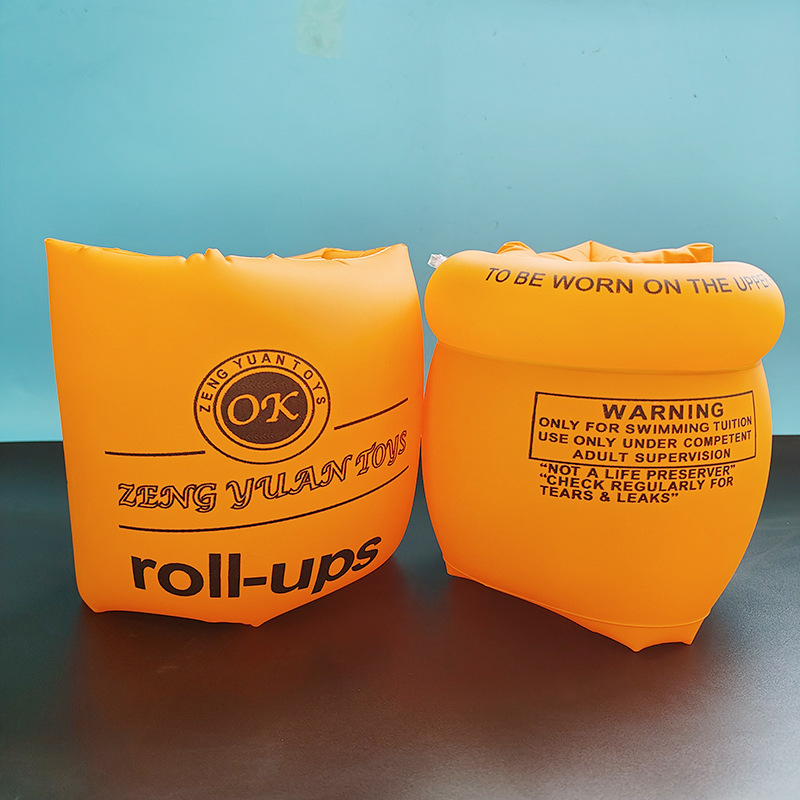 ZENG YUAN TOYS
OK
ZENG YUAN TOYS
roll-ups
TO BE WORN ON THE UPPER
WARNING
ONLY FOR SWIMMING TUITION
USE ONLY UNDER COMPETENT
ADULT SUPERVISION
"NOT A LIFE PRESERVER"
"CHECK REGULARLY FOR
TEARS & LEAKS"